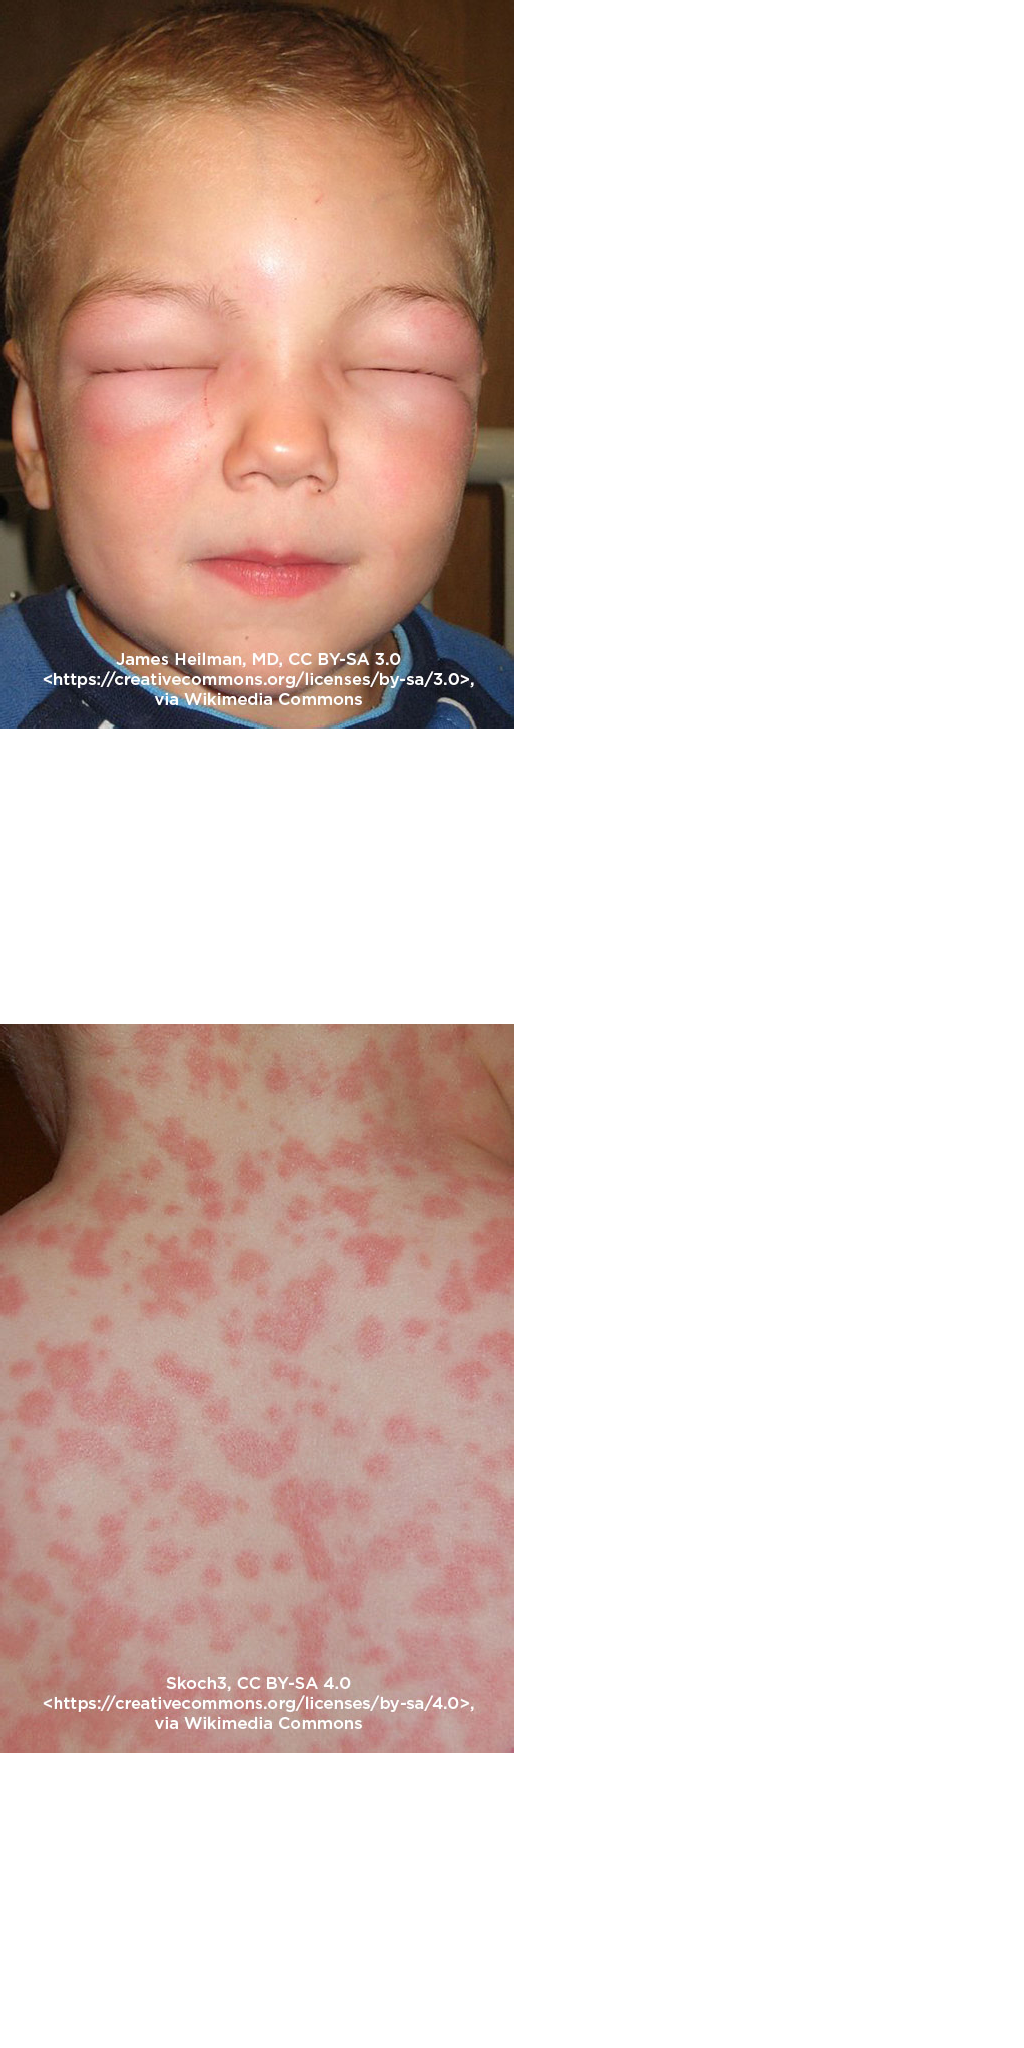 James Heilman, MD, CC BY-SA 3.0
<https://creativecommons.org/licenses/by-sa/3.0>,
via Wikimedia Commons
Skoch3, CC BY-SA 4.0
<https://creativecommons.org/licenses/by-sa/4.0>,
via Wikimedia Commons